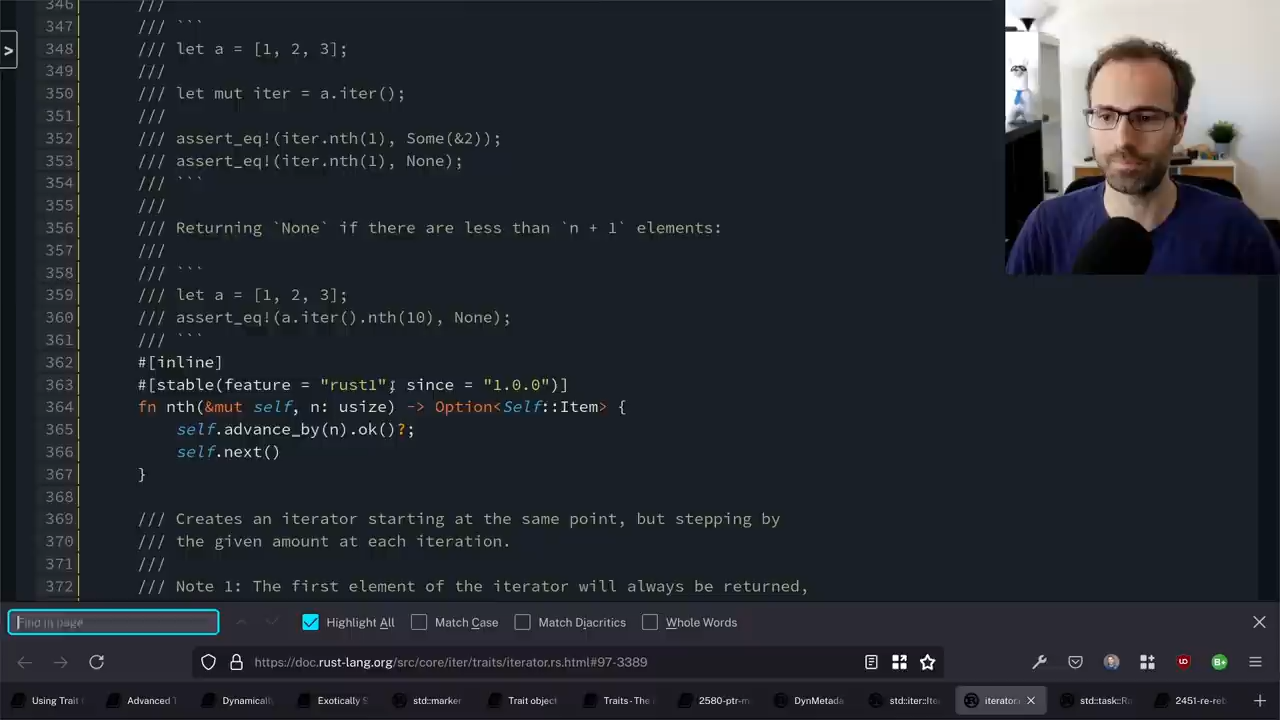 346 ///
347 /// ```
348 /// let a = [1, 2, 3];
349 ///
350 /// let mut iter = a.iter();
351 ///
352 /// assert_eq!(iter.nth(1), Some(&2));
353 /// assert_eq!(iter.nth(1), None);
354 /// ```
355 ///
356 /// Returning `None` if there are less than `n + 1` elements:
357 ///
358 /// ```
359 /// let a = [1, 2, 3];
360 /// assert_eq!(a.iter().nth(10), None);
361 /// ```
362 #[inline]
363 #[stable(feature = "rust1", since = "1.0.0")]
364 fn nth(&mut self, n: usize) -> Option<Self::Item> {
365 self.advance_by(n).ok()?;
366 self.next()
367 }
368
369 /// Creates an iterator starting at the same point, but stepping by
370 /// the given amount at each iteration.
371 ///
372 /// Note 1: The first element of the iterator will always be returned,
>
Find in page Highlight All Match Case Match Diacritics Whole Words
https://doc.rust-lang.org/src/core/iter/traits/iterator.rs.html#97-3389
Using Trait Advanced T Dynamically Exotically S std::marker Trait object Traits - The 2580-ptr-m DynMetada std::iter::Ite iterator. std::task::Ra 2451-re-reb